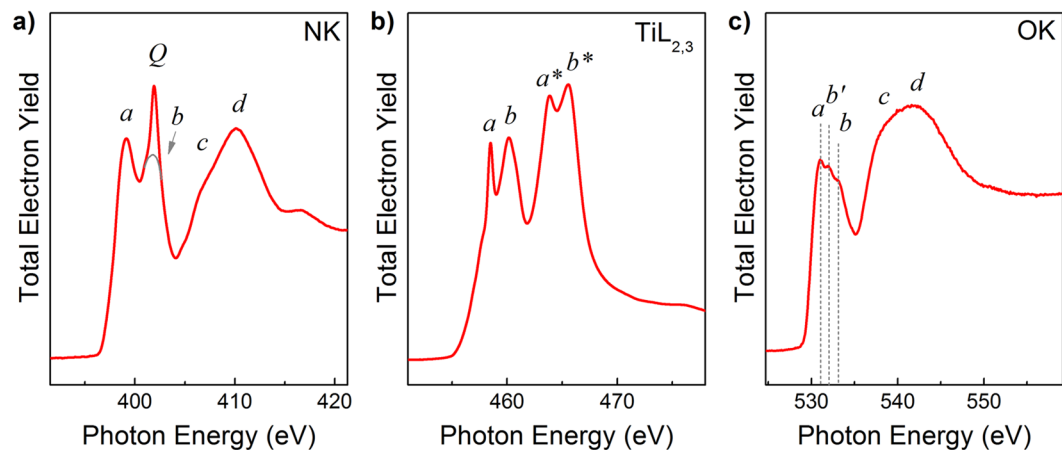 a)
NK
Total Electron Yield
a
Q
b
c
d
400
410
420
Photon Energy (eV)
b)
TiL2,3
Total Electron Yield
a
b
a*
b*
460
470
Photon Energy (eV)
c)
OK
Total Electron Yield
a
b'
b
c
d
530
540
550
Photon Energy (eV)